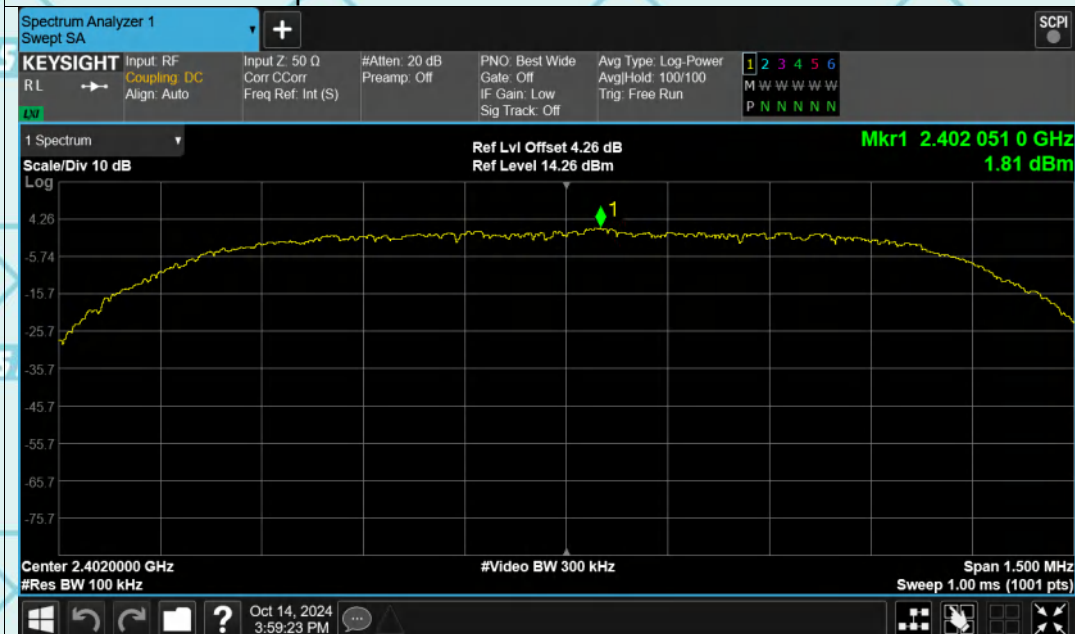 Spectrum Analyzer 1
Swept SA
+
SCPI
KEYSIGHT
RL
LXI
Input: RF
Coupling: DC
Align: Auto
Input Z: 50 Ω
Corr CCorr
Freq Ref: Int (S)
#Atten: 20 dB
Preamp: Off
PNO: Best Wide
Gate: Off
IF Gain: Low
Sig Track: Off
Avg Type: Log-Power
Avg|Hold: 100/100
Trig: Free Run
1 2 3 4 5 6
M W W W W W
P N N N N N
1 Spectrum
Scale/Div 10 dB
Log
Ref Lvl Offset 4.26 dB
Ref Level 14.26 dBm
Mkr1 2.402 051 0 GHz
1.81 dBm
1
4.26
-5.74
-15.7
-25.7
-35.7
-45.7
-55.7
-65.7
-75.7
Center 2.4020000 GHz
#Video BW 300 kHz
Span 1.500 MHz
#Res BW 100 kHz
Sweep 1.00 ms (1001 pts)
?
Oct 14, 2024
3:59:23 PM